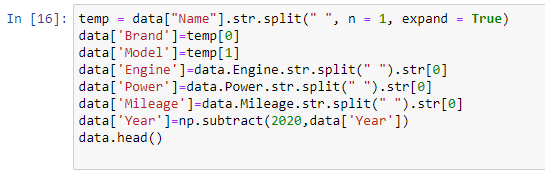 In [16]: temp = data["Name"].str.split(" ", n = 1, expand = True)
data['Brand']=temp[0]
data['Model']=temp[1]
data['Engine']=data.Engine.str.split(" ").str[0]
data['Power']=data.Power.str.split(" ").str[0]
data['Mileage']=data.Mileage.str.split(" ").str[0]
data['Year']=np.subtract(2020,data['Year'])
data.head()